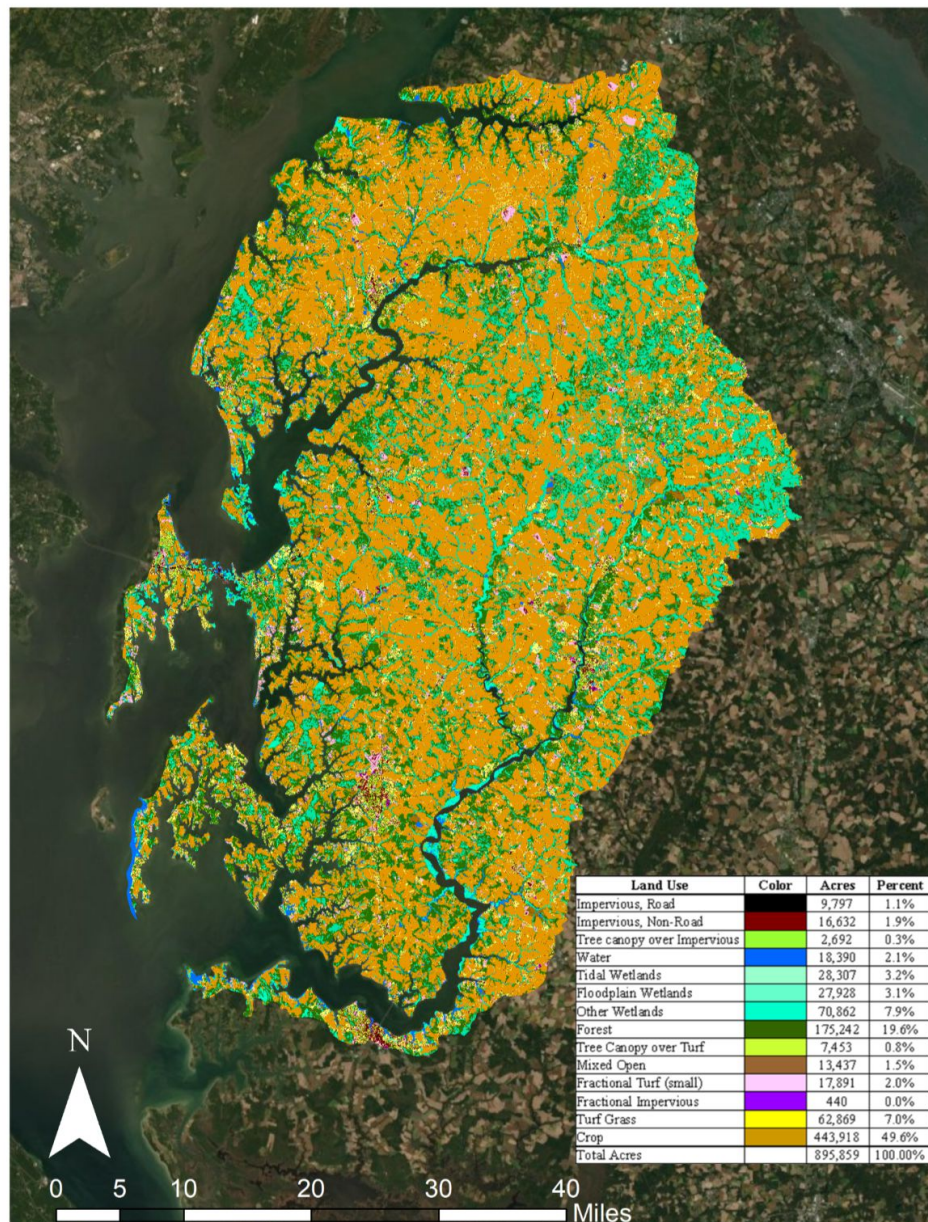 Land Use Color Acres Percent
Impervious, Road 9,797 1.1%
Impervious, Non-Road 16,632 1.9%
Tree canopy over Impervious 2,692 0.3%
Water 18,390 2.1%
Tidal Wetlands 28,307 3.2%
Floodplain Wetlands 27,928 3.1%
Other Wetlands 70,862 7.9%
Forest 175,242 19.6%
Tree Canopy over Turf 7,453 0.8%
Mixed Open 13,437 1.5%
Fractional Turf (small) 17,891 2.0%
Fractional Impervious 440 0.0%
Turf Grass 62,869 7.0%
Crop 443,918 49.6%
Total Acres 895,859 100.00%
N
0 5 10 20 30 40
Miles